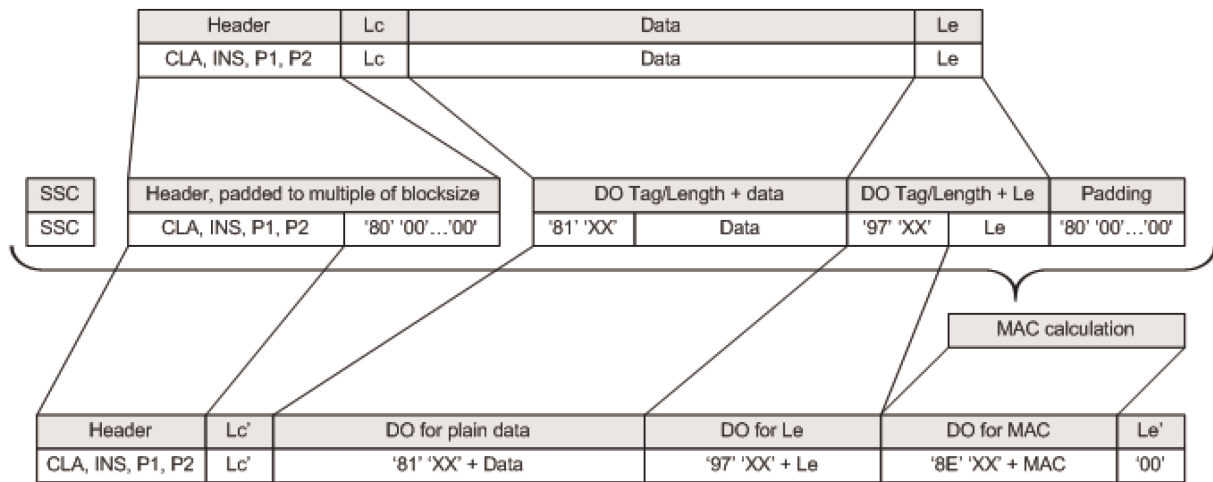 Header Lc Data Le
CLA, INS, P1, P2 Lc Data Le
SSC Header, padded to multiple of blocksize DO Tag/Length + data DO Tag/Length + Le Padding
SSC CLA, INS, P1, P2 ‘80’ ‘00’…‘00’ ‘81’ ‘XX’ Data ‘97’ ‘XX’ Le ‘80’ ‘00’…‘00’
MAC calculation
Header Lc’ DO for plain data DO for Le DO for MAC Le’
CLA, INS, P1, P2 Lc’ ‘81’ ‘XX’ + Data ‘97’ ‘XX’ + Le ‘8E’ ‘XX’ + MAC ‘00’